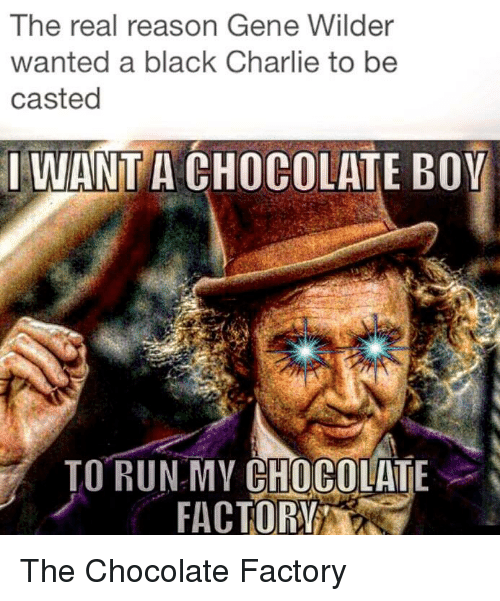 The real reason Gene Wilder
wanted a black Charlie to be
casted
I WANT A CHOCOLATE BOY
TO RUN MY CHOCOLATE
FACTORY
The Chocolate Factory